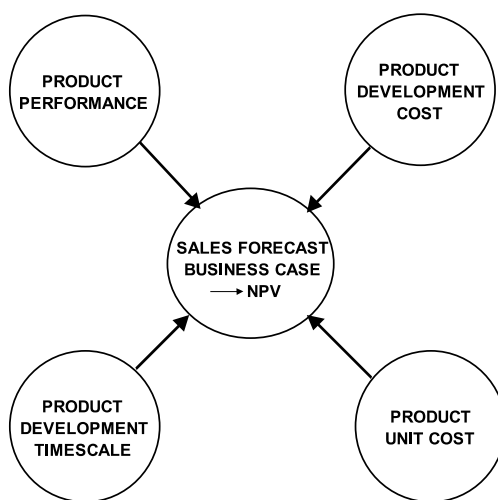 PRODUCT
PERFORMANCE
PRODUCT
DEVELOPMENT
COST
SALES FORECAST
BUSINESS CASE
NPV
PRODUCT
DEVELOPMENT
TIMESCALE
PRODUCT
UNIT COST